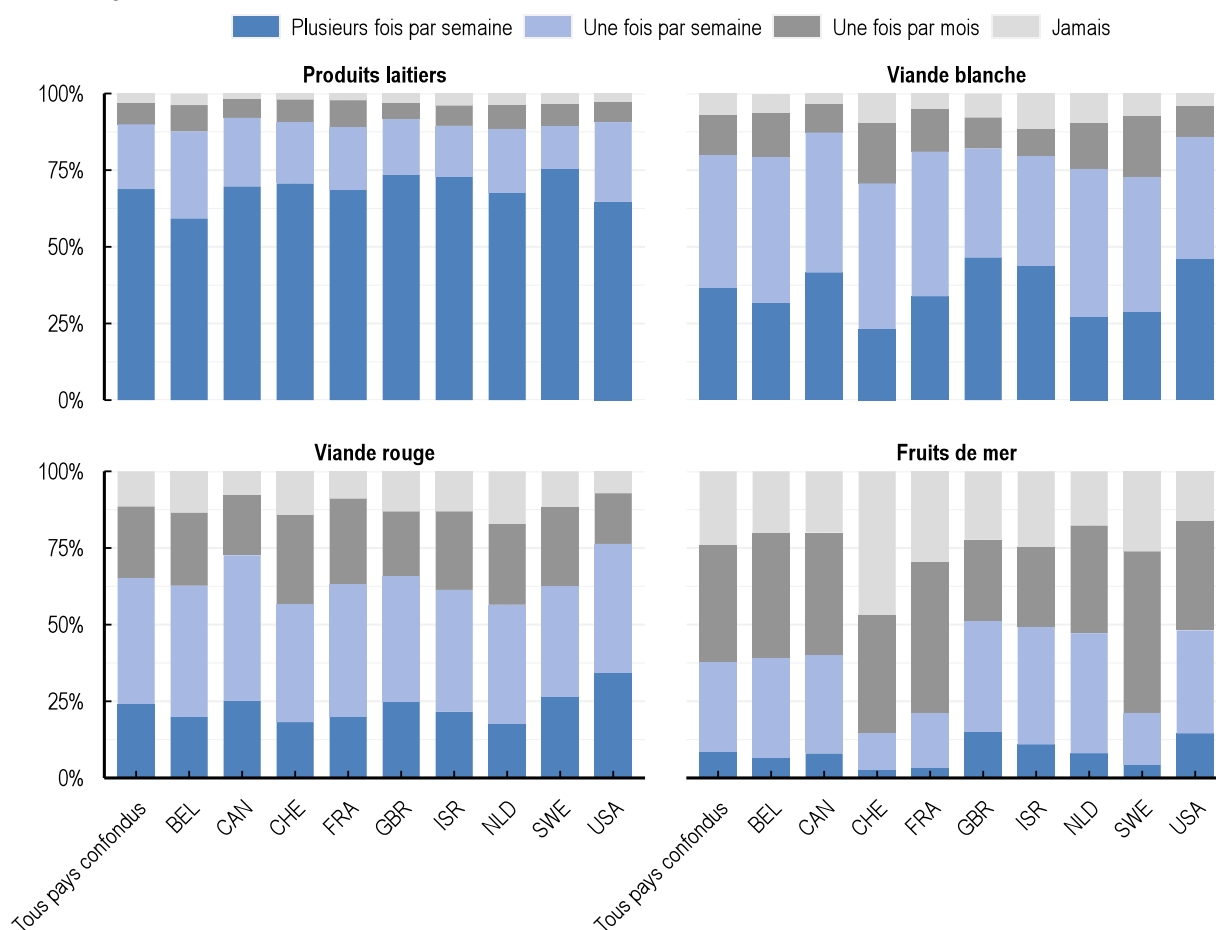 Plusieurs fois par semaine Une fois par semaine Une fois par mois Jamais
Produits laitiers
100%
75%
50%
25%
0%
Viande blanche
Viande rouge
100%
75%
50%
25%
0%
Tous pays confondus
BEL
CAN
CHE
FRA
GBR
ISR
NLD
SWE
USA
Fruits de mer
Tous pays confondus
BEL
CAN
CHE
FRA
GBR
ISR
NLD
SWE
USA